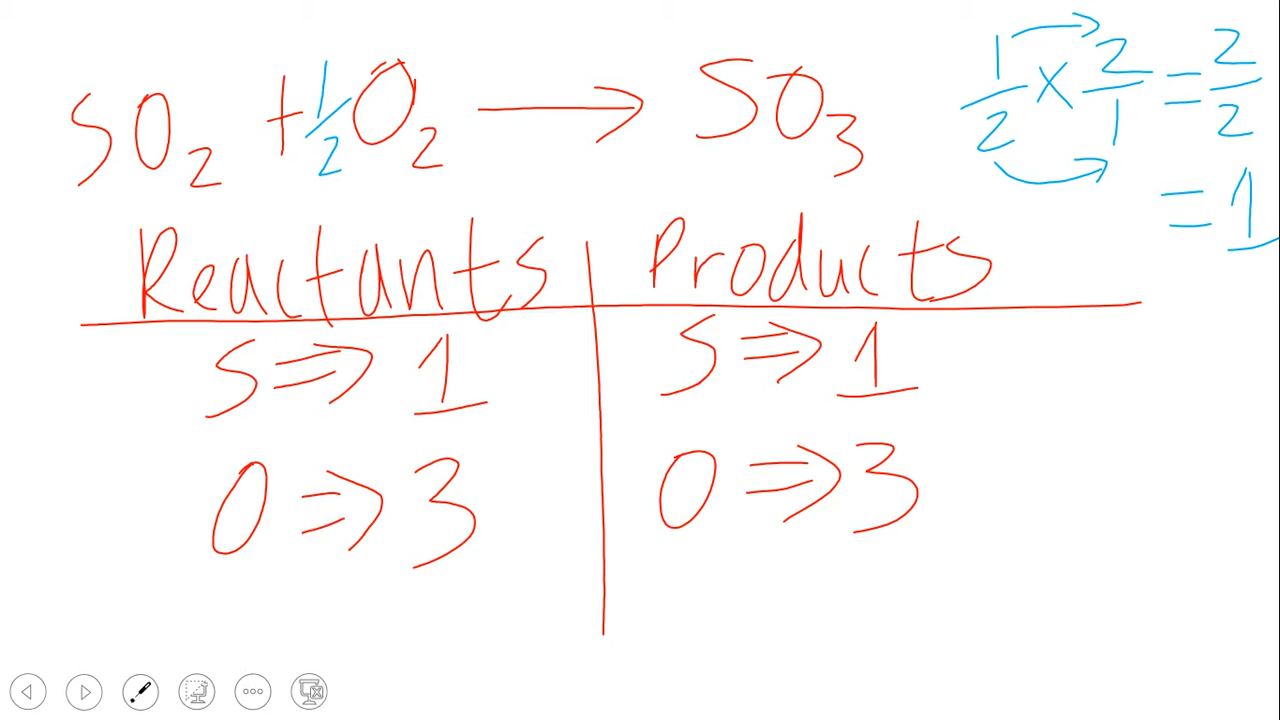 SO₂ + 1/2 O₂ → SO₃
1/2 × 2/1 = 2/2
= 1
Reactants Products
S ⇒ 1 S ⇒ 1
O ⇒ 3 O ⇒ 3